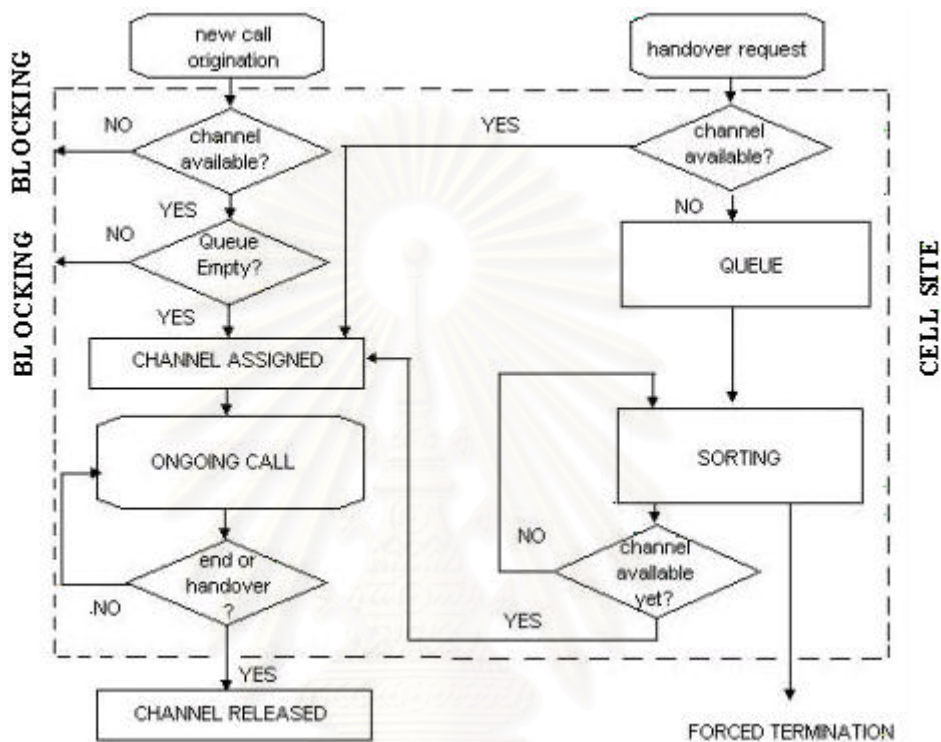 new call
origination
handover request
BLOCKING
NO
channel
available?
YES
YES
channel
available?
NO
BLOCKING
NO
Queue
Empty?
YES
QUEUE
CELL SITE
CHANNEL ASSIGNED
ONGOING CALL
SORTING
NO
channel
available
yet?
YES
end or
handover
?
.NO
YES
CHANNEL RELEASED
FORCED TERMINATION